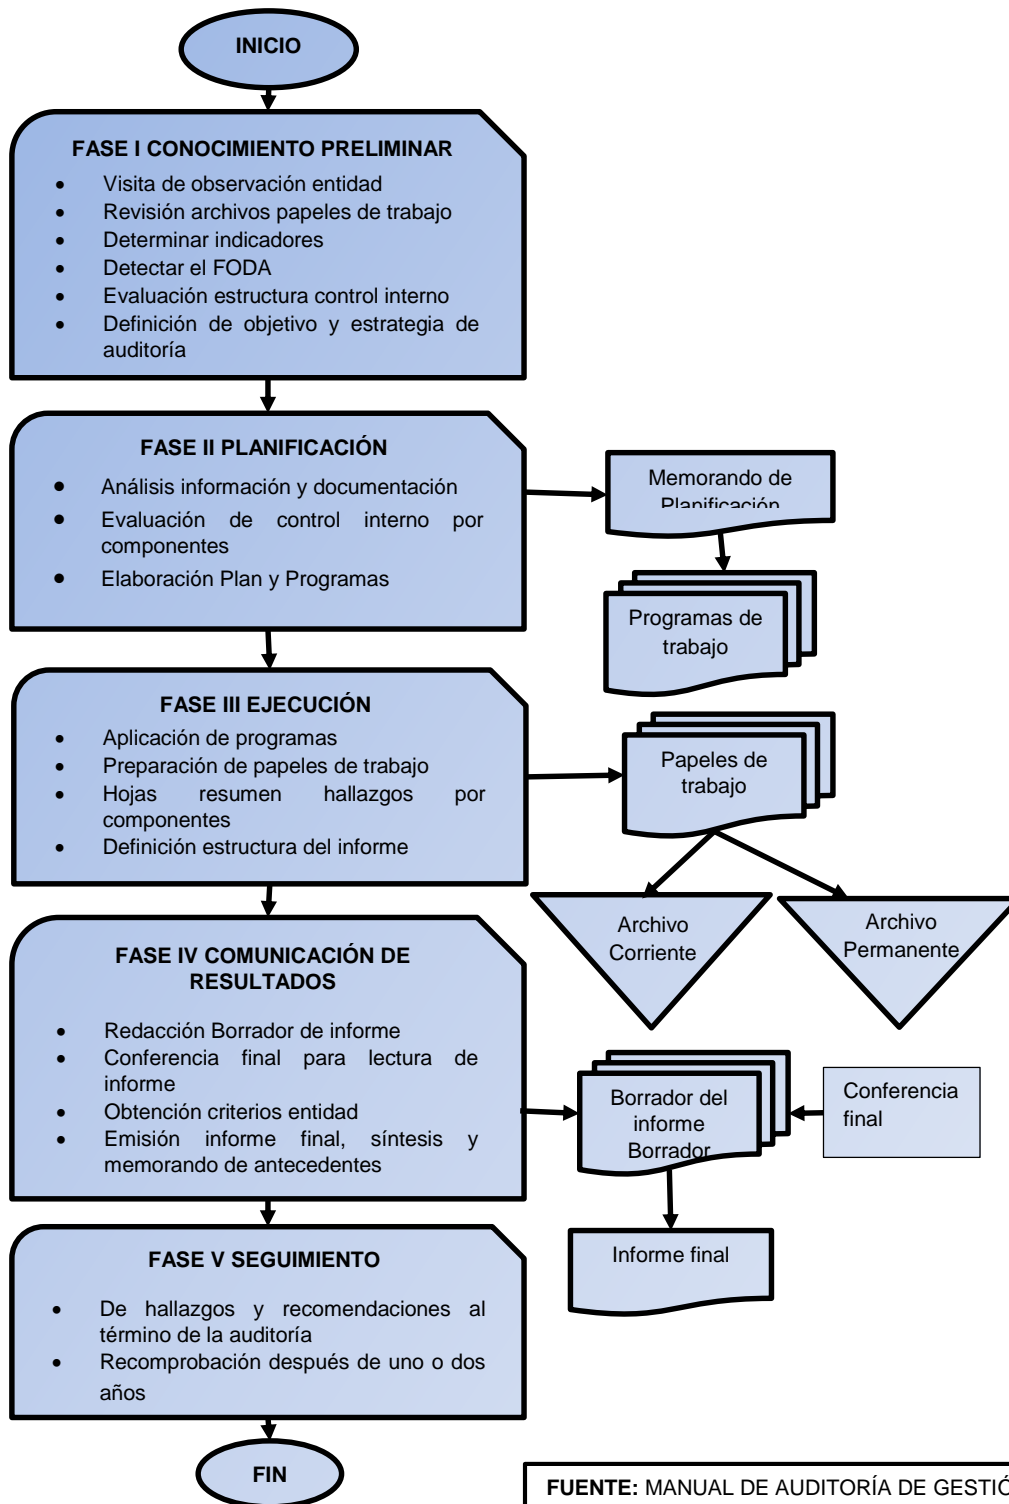 INICIO
FASE I CONOCIMIENTO PRELIMINAR
• Visita de observación entidad
• Revisión archivos papeles de trabajo
• Determinar indicadores
• Detectar el FODA
• Evaluación estructura control interno
• Definición de objetivo y estrategia de
auditoría
FASE II PLANIFICACIÓN
• Análisis información y documentación
• Evaluación de control interno por
componentes
• Elaboración Plan y Programas
Memorando de
Planificación
Programas de
trabajo
FASE III EJECUCIÓN
• Aplicación de programas
• Preparación de papeles de trabajo
• Hojas resumen hallazgos por
componentes
• Definición estructura del informe
Papeles de
trabajo
Archivo
Corriente
Archivo
Permanente
FASE IV COMUNICACIÓN DE
RESULTADOS
• Redacción Borrador de informe
• Conferencia final para lectura de
informe
• Obtención criterios entidad
• Emisión informe final, síntesis y
memorando de antecedentes
Borrador del
informe
Borrador
Conferencia
final
Informe final
FASE V SEGUIMIENTO
• De hallazgos y recomendaciones al
término de la auditoría
• Recomprobación después de uno o dos
años
FIN
FUENTE: MANUAL DE AUDITORÍA DE GESTIÓ